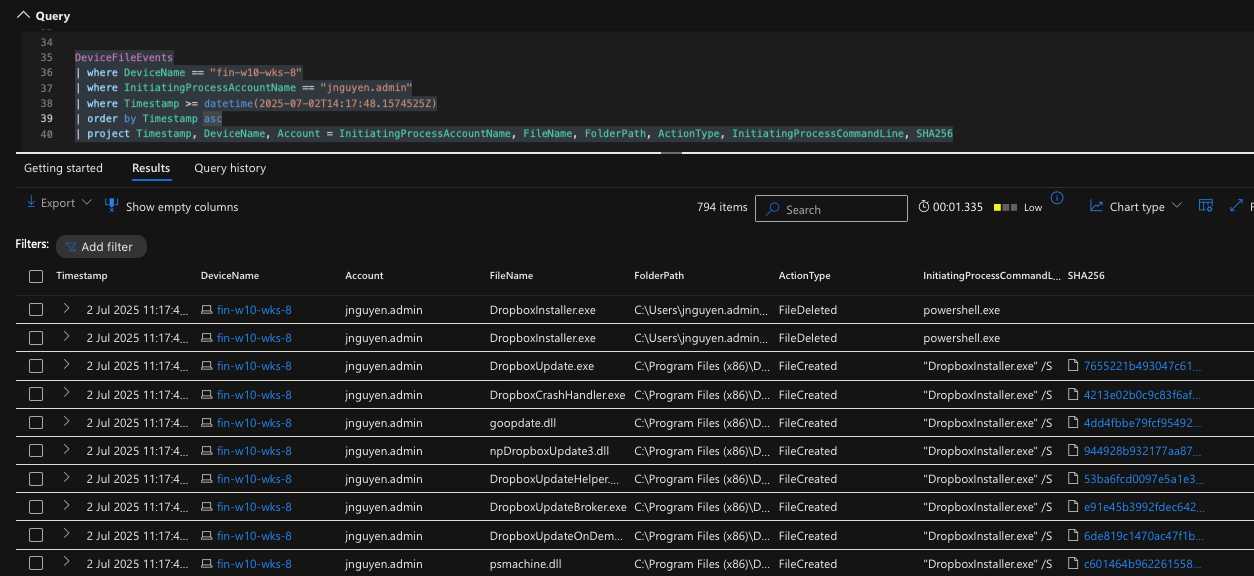 Query
34
35 DeviceFileEvents
36 | where DeviceName == "fin-w10-wks-8"
37 | where InitiatingProcessAccountName == "jnguyen.admin"
38 | where Timestamp >= datetime(2025-07-02T14:17:48.1574525Z)
39 | order by Timestamp asc
40 | project Timestamp, DeviceName, Account = InitiatingProcessAccountName, FileName, FolderPath, ActionType, InitiatingProcessCommandLine, SHA256
Getting started Results Query history
Export Show empty columns 794 items Search 00:01.335 Low Chart type
Filters: Add filter
Timestamp DeviceName Account FileName FolderPath ActionType InitiatingProcessCommandL... SHA256
2 Jul 2025 11:17:4... fin-w10-wks-8 jnguyen.admin DropboxInstaller.exe C:\Users\jnguyen.admin... FileDeleted powershell.exe
2 Jul 2025 11:17:4... fin-w10-wks-8 jnguyen.admin DropboxInstaller.exe C:\Users\jnguyen.admin... FileDeleted powershell.exe
2 Jul 2025 11:17:4... fin-w10-wks-8 jnguyen.admin DropboxUpdate.exe C:\Program Files (x86)\D... FileCreated "DropboxInstaller.exe" /S 7655221b493047c61...
2 Jul 2025 11:17:4... fin-w10-wks-8 jnguyen.admin DropboxCrashHandler.exe C:\Program Files (x86)\D... FileCreated "DropboxInstaller.exe" /S 4213e02b0c9c83f6af...
2 Jul 2025 11:17:4... fin-w10-wks-8 jnguyen.admin goopdate.dll C:\Program Files (x86)\D... FileCreated "DropboxInstaller.exe" /S 4dd4fbbe79fcf95492...
2 Jul 2025 11:17:4... fin-w10-wks-8 jnguyen.admin npDropboxUpdate3.dll C:\Program Files (x86)\D... FileCreated "DropboxInstaller.exe" /S 944928b932177aa87...
2 Jul 2025 11:17:4... fin-w10-wks-8 jnguyen.admin DropboxUpdateHelper.... C:\Program Files (x86)\D... FileCreated "DropboxInstaller.exe" /S 53ba6fcd0097e5a1e3...
2 Jul 2025 11:17:4... fin-w10-wks-8 jnguyen.admin DropboxUpdateBroker.exe C:\Program Files (x86)\D... FileCreated "DropboxInstaller.exe" /S e91e45b3992fdec642...
2 Jul 2025 11:17:4... fin-w10-wks-8 jnguyen.admin DropboxUpdateOnDem... C:\Program Files (x86)\D... FileCreated "DropboxInstaller.exe" /S 6de819c1470ac47f1b...
2 Jul 2025 11:17:4... fin-w10-wks-8 jnguyen.admin psmachine.dll C:\Program Files (x86)\D... FileCreated "DropboxInstaller.exe" /S c601464b962261558...